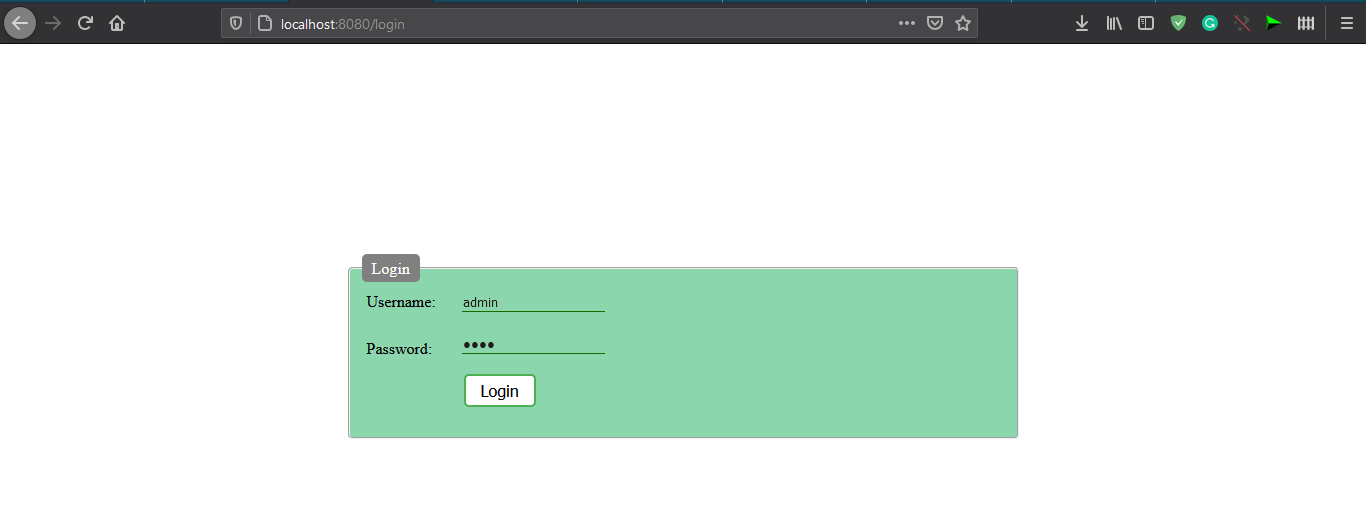 localhost:8080/login
Login
Username: admin
Password: ••••
Login